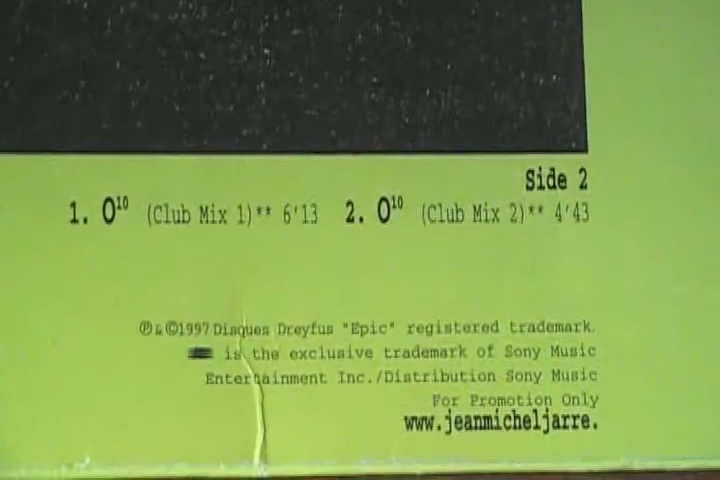 Side 2
1. O¹⁰ (Club Mix 1)** 6'13 2. O¹⁰ (Club Mix 2)** 4'43
℗ & ©1997 Disques Dreyfus "Epic" registered trademark.
is the exclusive trademark of Sony Music
Entertainment Inc./Distribution Sony Music
For Promotion Only
www.jeanmicheljarre.